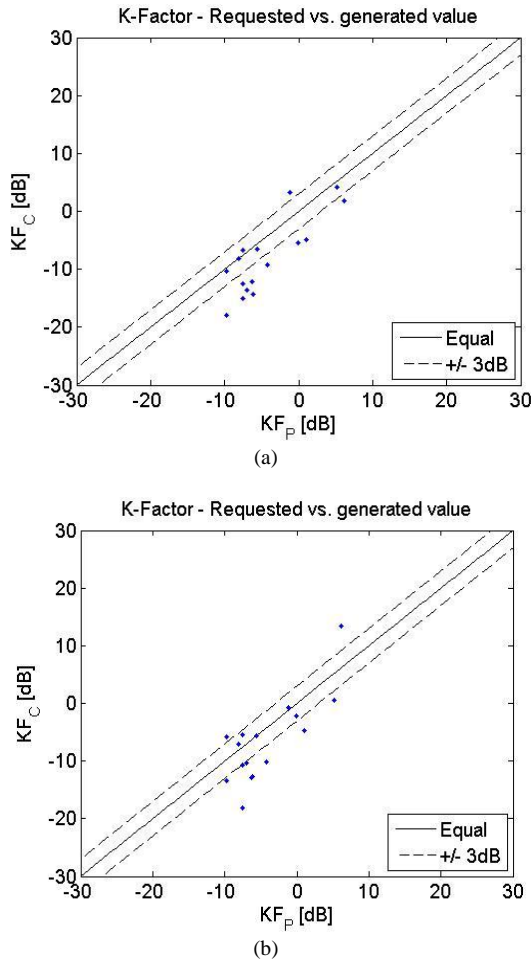 K-Factor - Requested vs. generated value
30
20
10
0
-10
-20
-30
KF_C [dB]
Equal
+/- 3dB
-30 -20 -10 0 10 20 30
KF_P [dB]
(a)
K-Factor - Requested vs. generated value
30
20
10
0
-10
-20
-30
KF_C [dB]
Equal
+/- 3dB
-30 -20 -10 0 10 20 30
KF_P [dB]
(b)